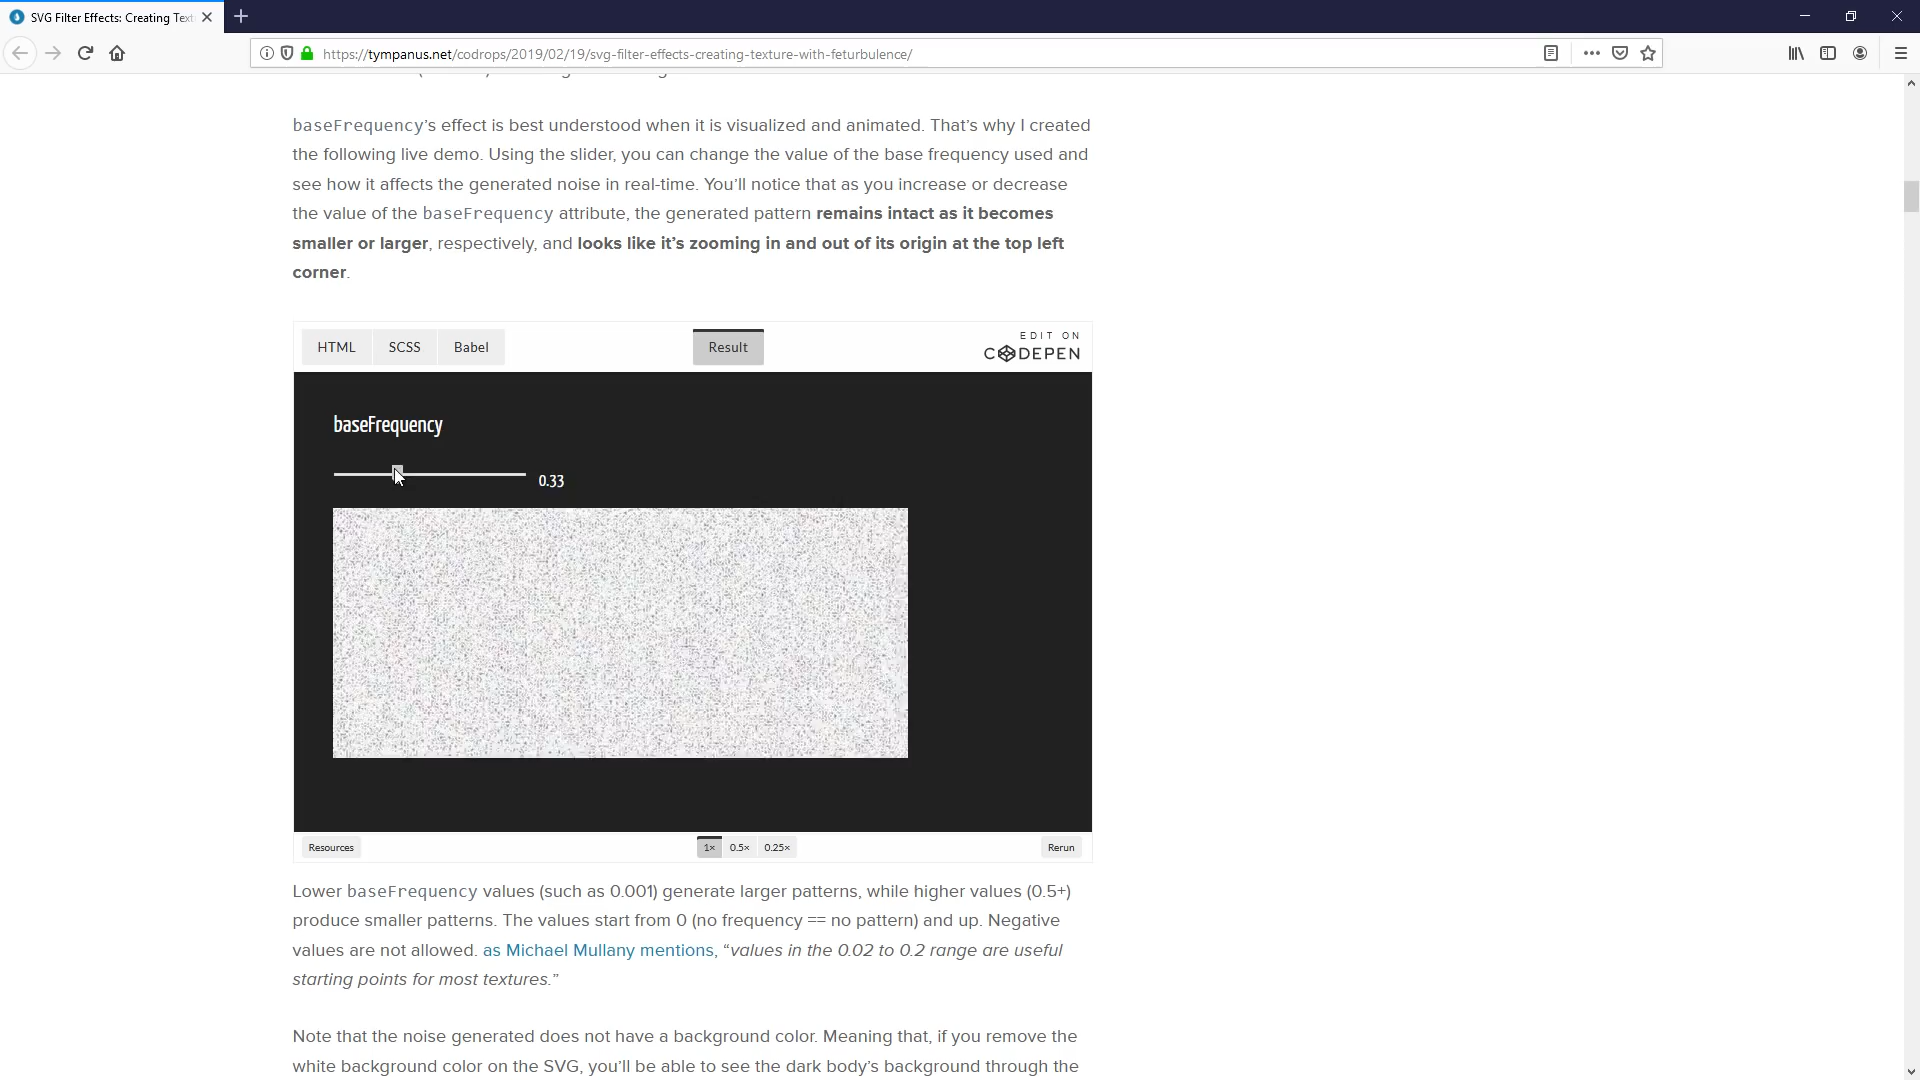 SVG Filter Effects: Creating Text
https://tympanus.net/codrops/2019/02/19/svg-filter-effects-creating-texture-with-feturbulence/
baseFrequency’s effect is best understood when it is visualized and animated. That’s why I created
the following live demo. Using the slider, you can change the value of the base frequency used and
see how it affects the generated noise in real-time. You’ll notice that as you increase or decrease
the value of the baseFrequency attribute, the generated pattern remains intact as it becomes
smaller or larger, respectively, and looks like it’s zooming in and out of its origin at the top left
corner.
HTML SCSS Babel Result EDIT ON
CODEPEN
baseFrequency
0.33
Resources 1× 0.5× 0.25× Rerun
Lower baseFrequency values (such as 0.001) generate larger patterns, while higher values (0.5+)
produce smaller patterns. The values start from 0 (no frequency == no pattern) and up. Negative
values are not allowed. as Michael Mullany mentions, “values in the 0.02 to 0.2 range are useful
starting points for most textures.”
Note that the noise generated does not have a background color. Meaning that, if you remove the
white background color on the SVG, you’ll be able to see the dark body’s background through the